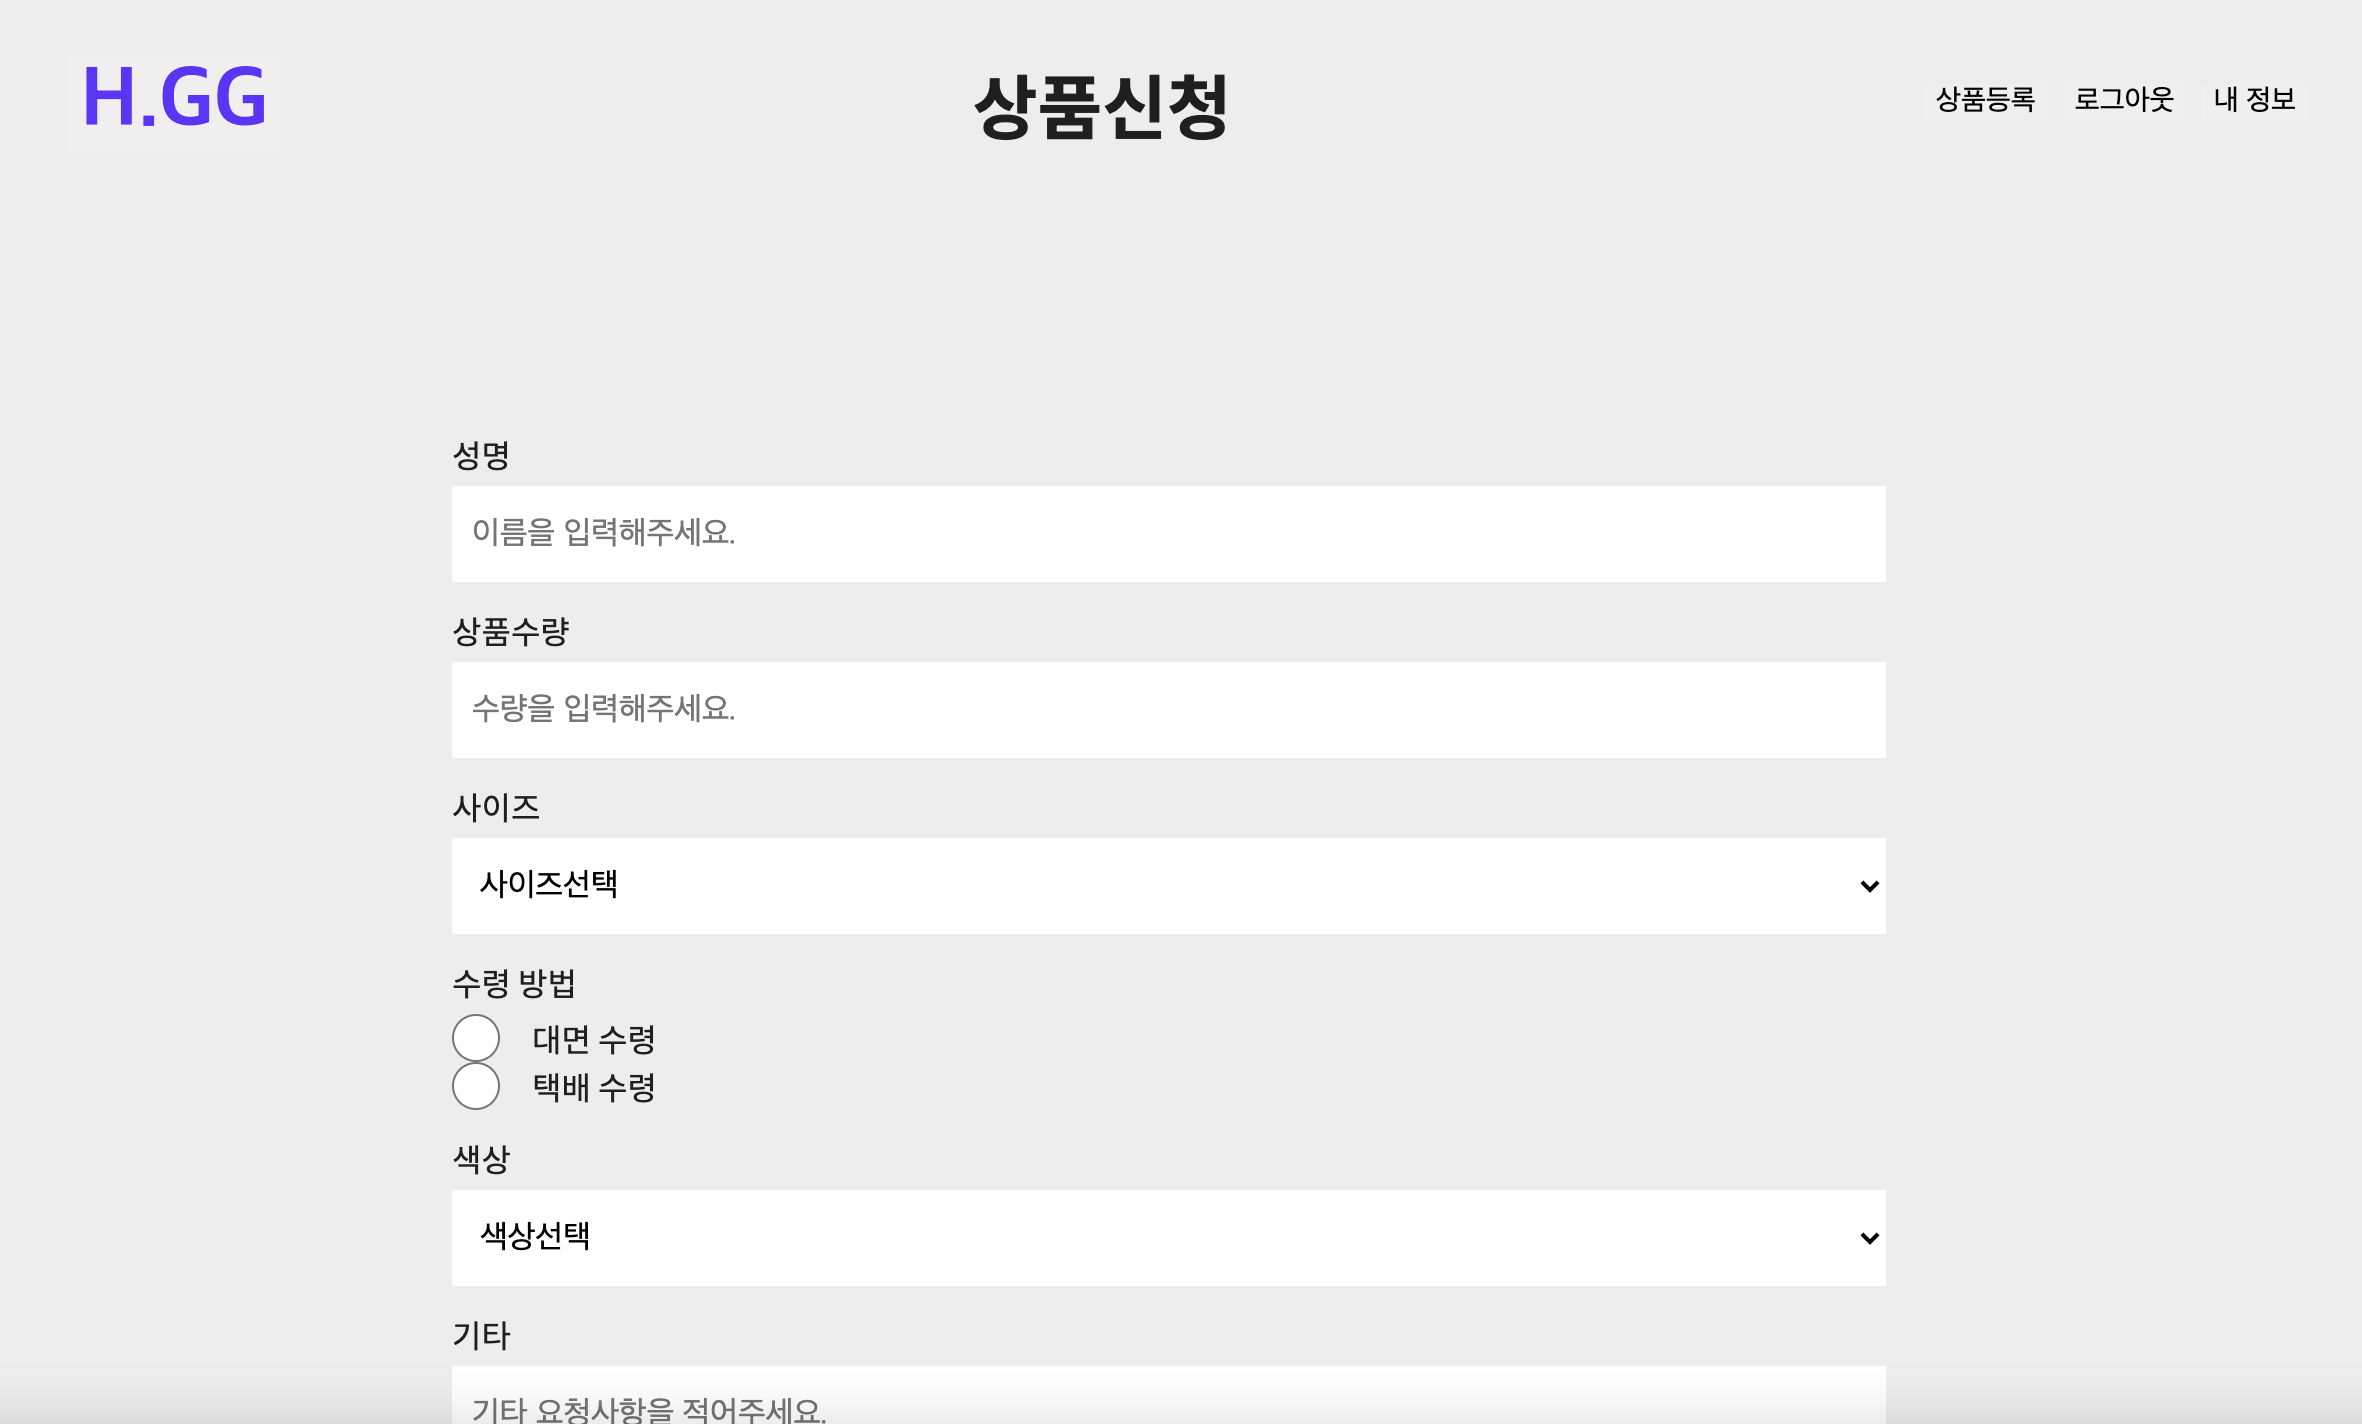 H.GG
상품신청
상품등록 로그아웃 내 정보
성명
이름을 입력해주세요.
상품수량
수량을 입력해주세요.
사이즈
사이즈선택
수령 방법
대면 수령
택배 수령
색상
색상선택
기타
기타 요청사항을 적어주세요.